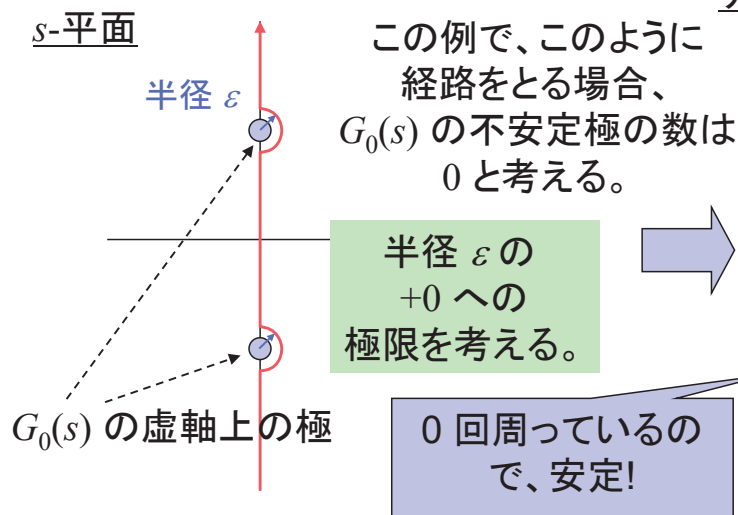 s-平面
半径 ε
この例で、このように
経路をとる場合、
G₀(s) の不安定極の数は
0 と考える。
半径 ε の
+0 への
極限を考える。
G₀(s) の虚軸上の極
0 回周っているの
で、安定!